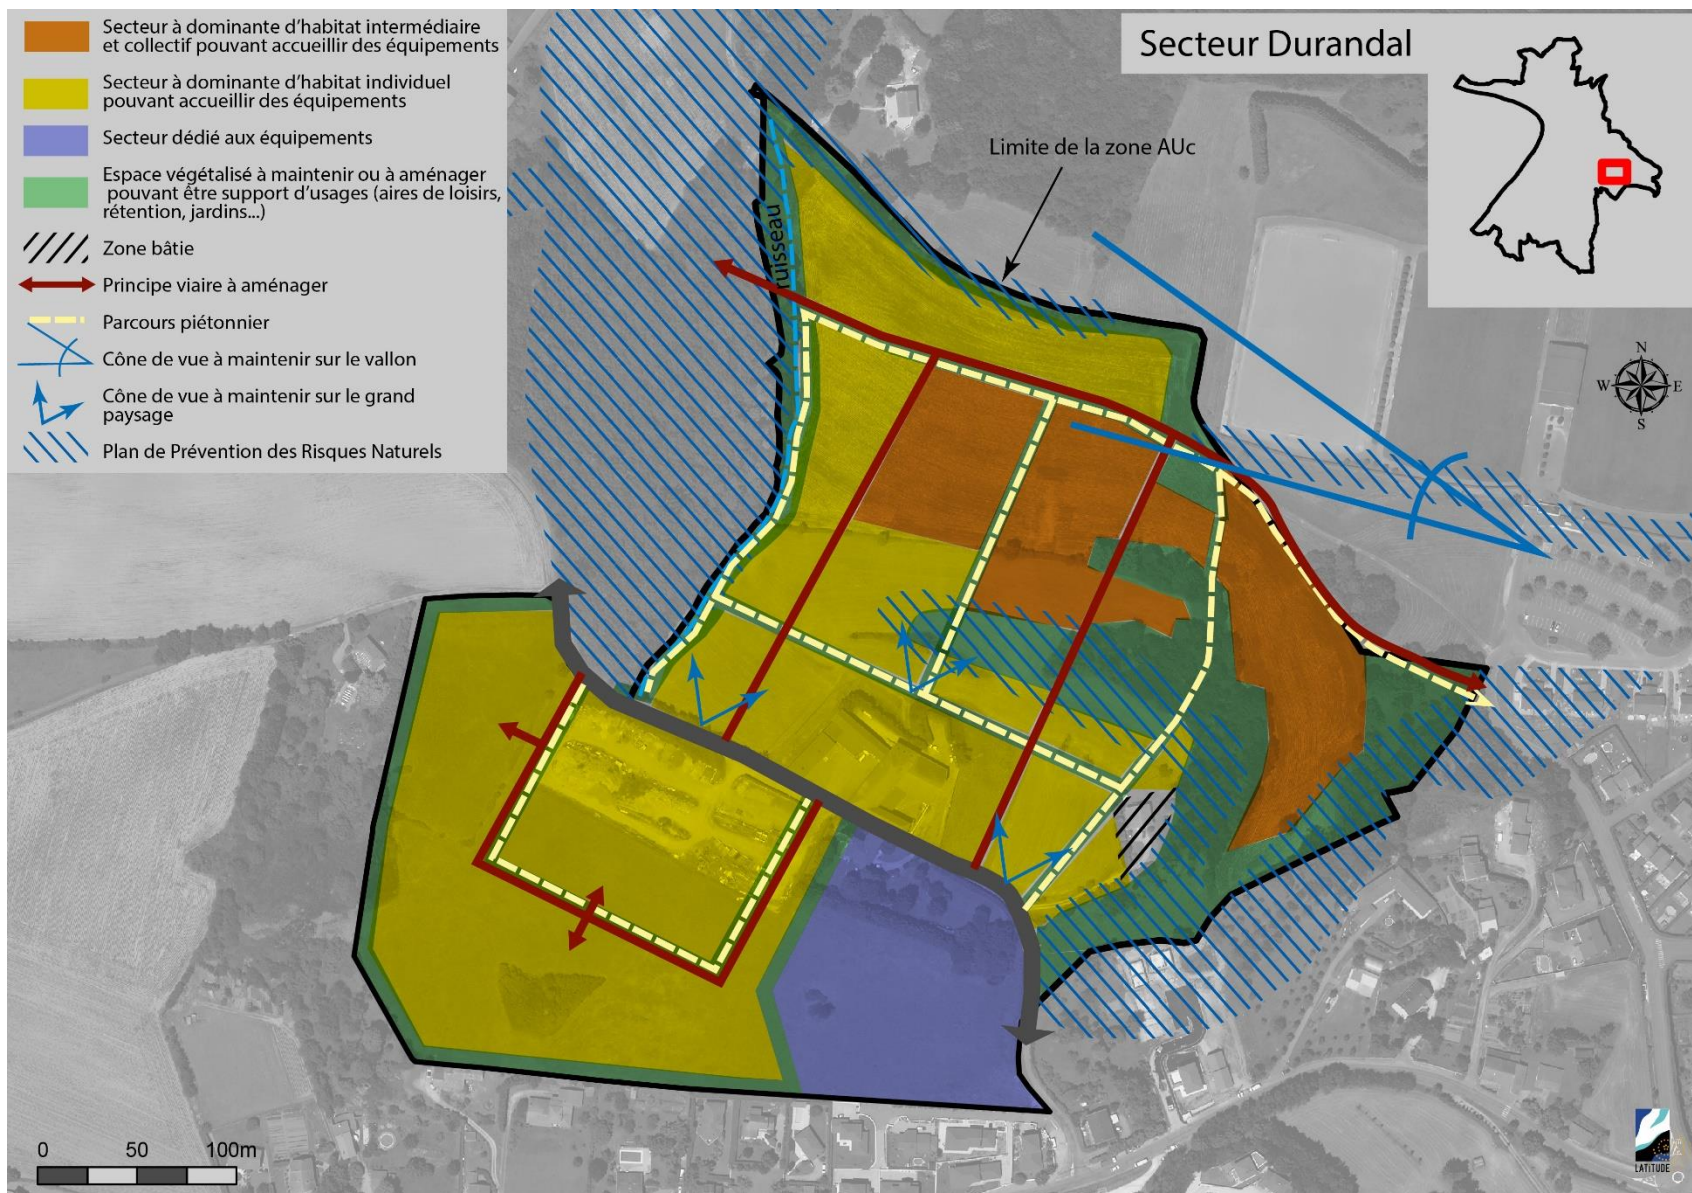 Secteur à dominante d'habitat intermédiaire
et collectif pouvant accueillir des équipements
Secteur à dominante d'habitat individuel
pouvant accueillir des équipements
Secteur dédié aux équipements
Espace végétalisé à maintenir ou à aménager
pouvant être support d'usages (aires de loisirs,
rétention, jardins...)
Zone bâtie
Principe viaire à aménager
Parcours piétonnier
Cône de vue à maintenir sur le vallon
Cône de vue à maintenir sur le grand
paysage
Plan de Prévention des Risques Naturels
Secteur Durandal
Limite de la zone AUc
ruisseau
N
W E
S
0 50 100m
LATITUDE